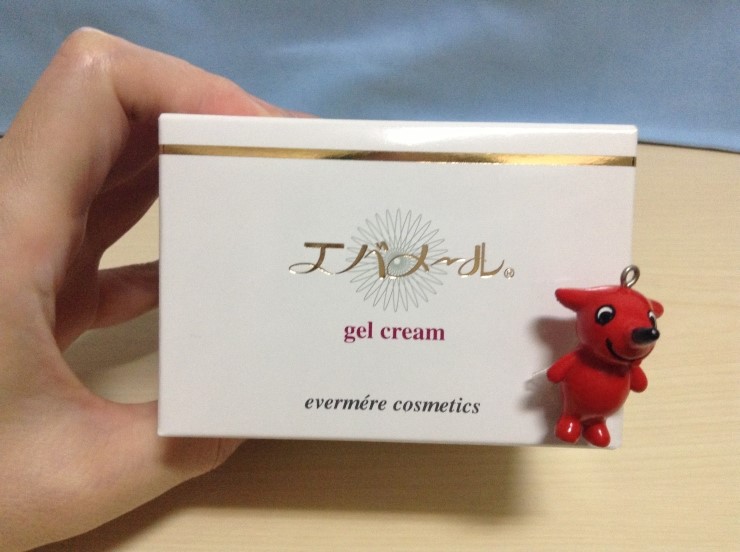 エバメール®
gel cream
evermére cosmetics